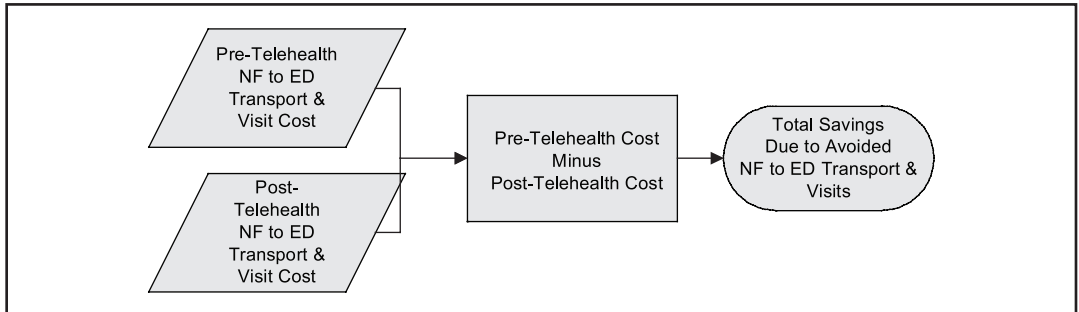 Pre-Telehealth
NF to ED
Transport &
Visit Cost
Post-
Telehealth
NF to ED
Transport &
Visit Cost
Pre-Telehealth Cost
Minus
Post-Telehealth Cost
Total Savings
Due to Avoided
NF to ED Transport &
Visits